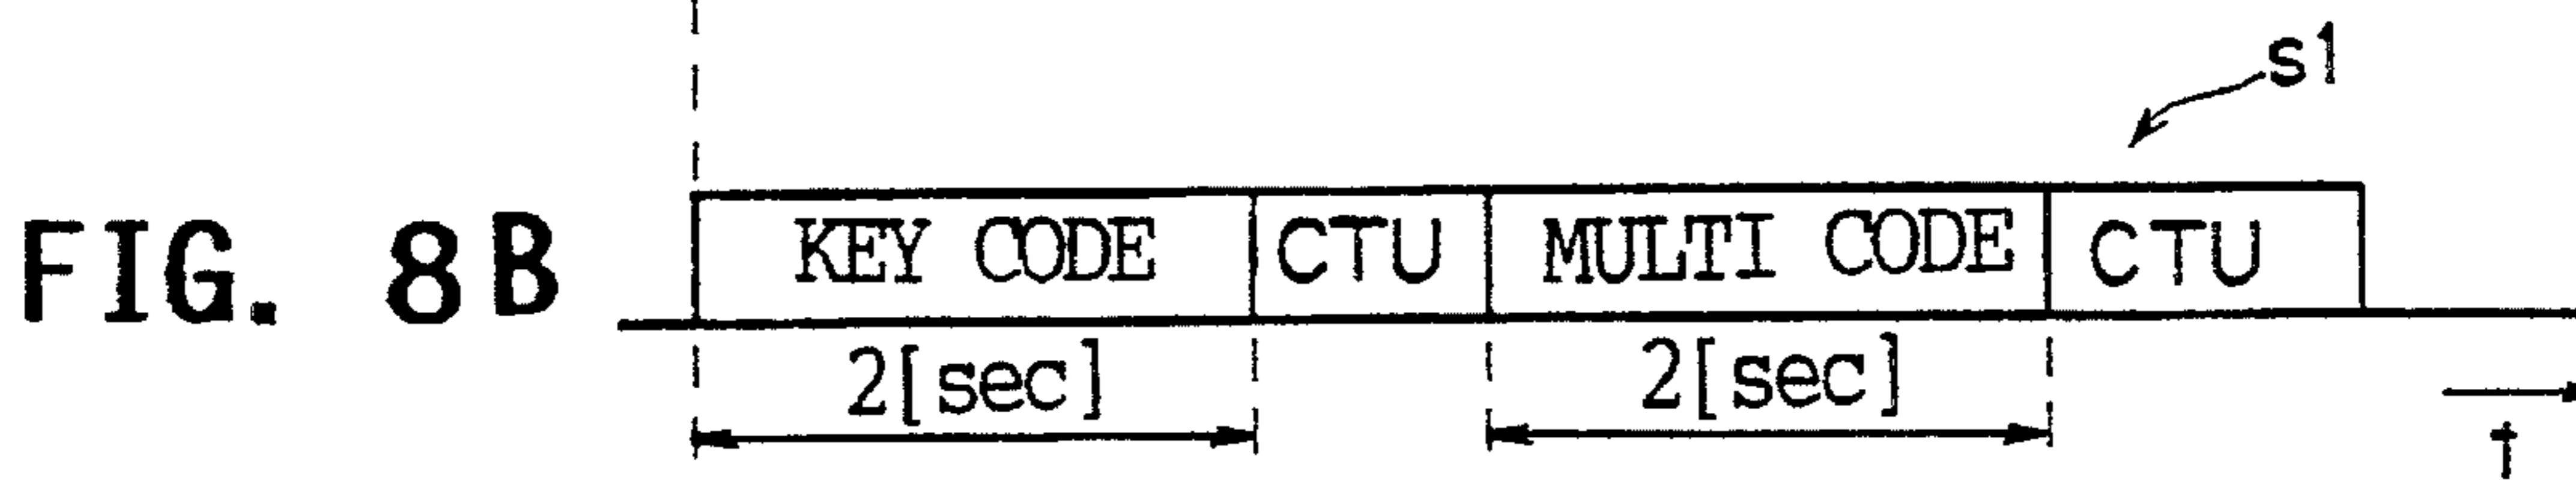 s1
FIG. 8B KEY CODE CTU MULTI CODE CTU
2[sec] 2[sec]
t